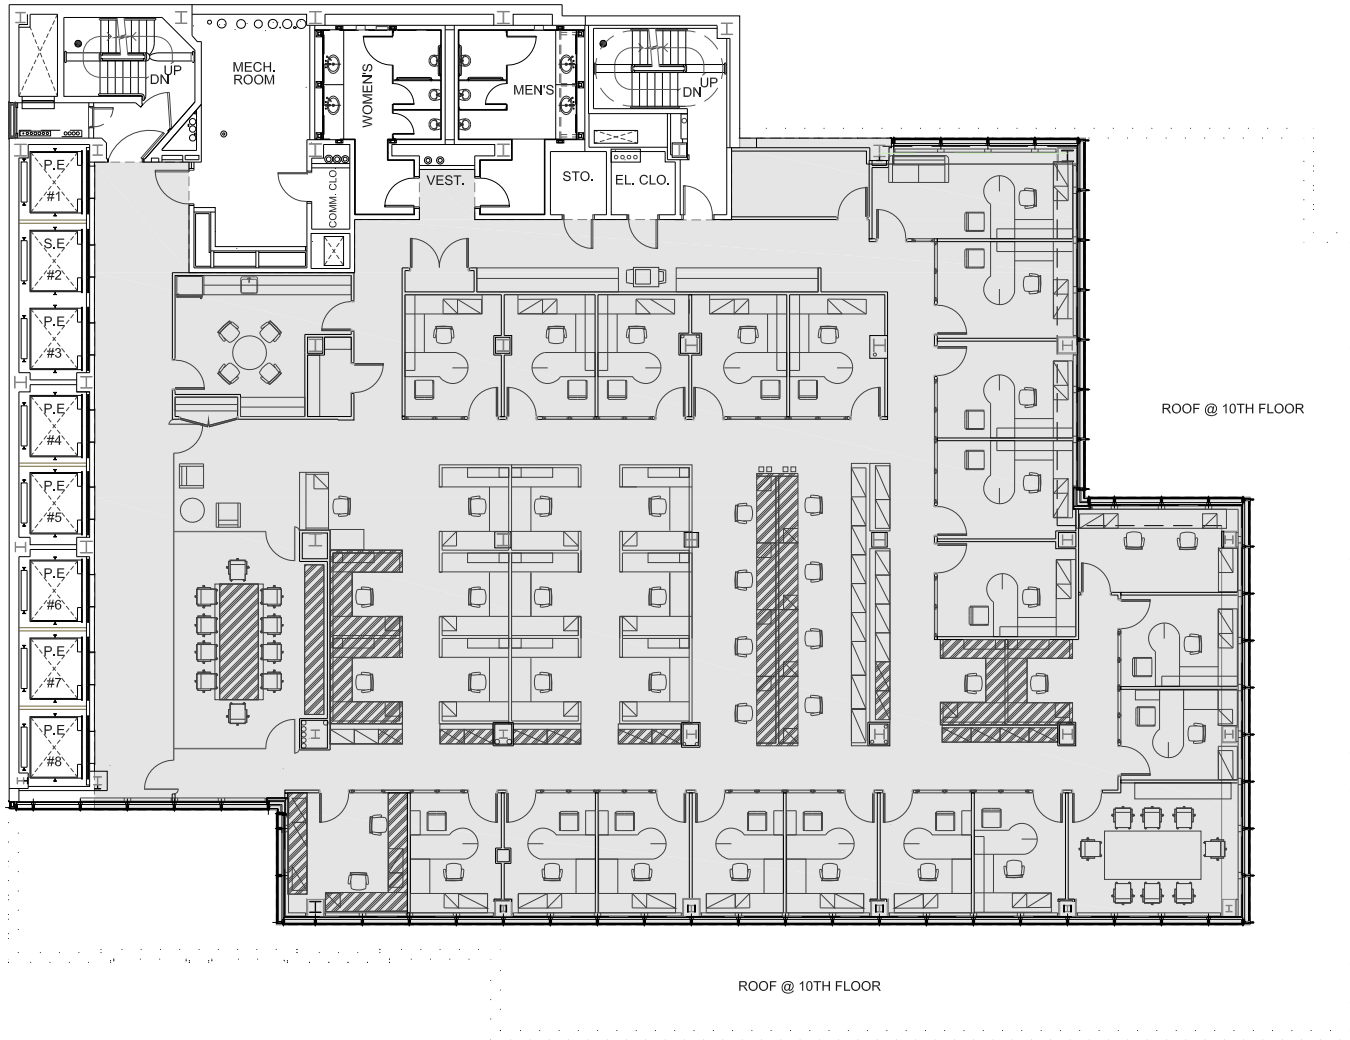 MECH.
ROOM
WOMEN'S
MEN'S
UP
DN
UP
DN
P.E
#1
S.E
#2
P.E
#3
P.E
#4
P.E
#5
P.E
#6
P.E
#7
P.E
#8
COMM. CLO
VEST.
STO.
EL. CLO.
ROOF @ 10TH FLOOR
ROOF @ 10TH FLOOR